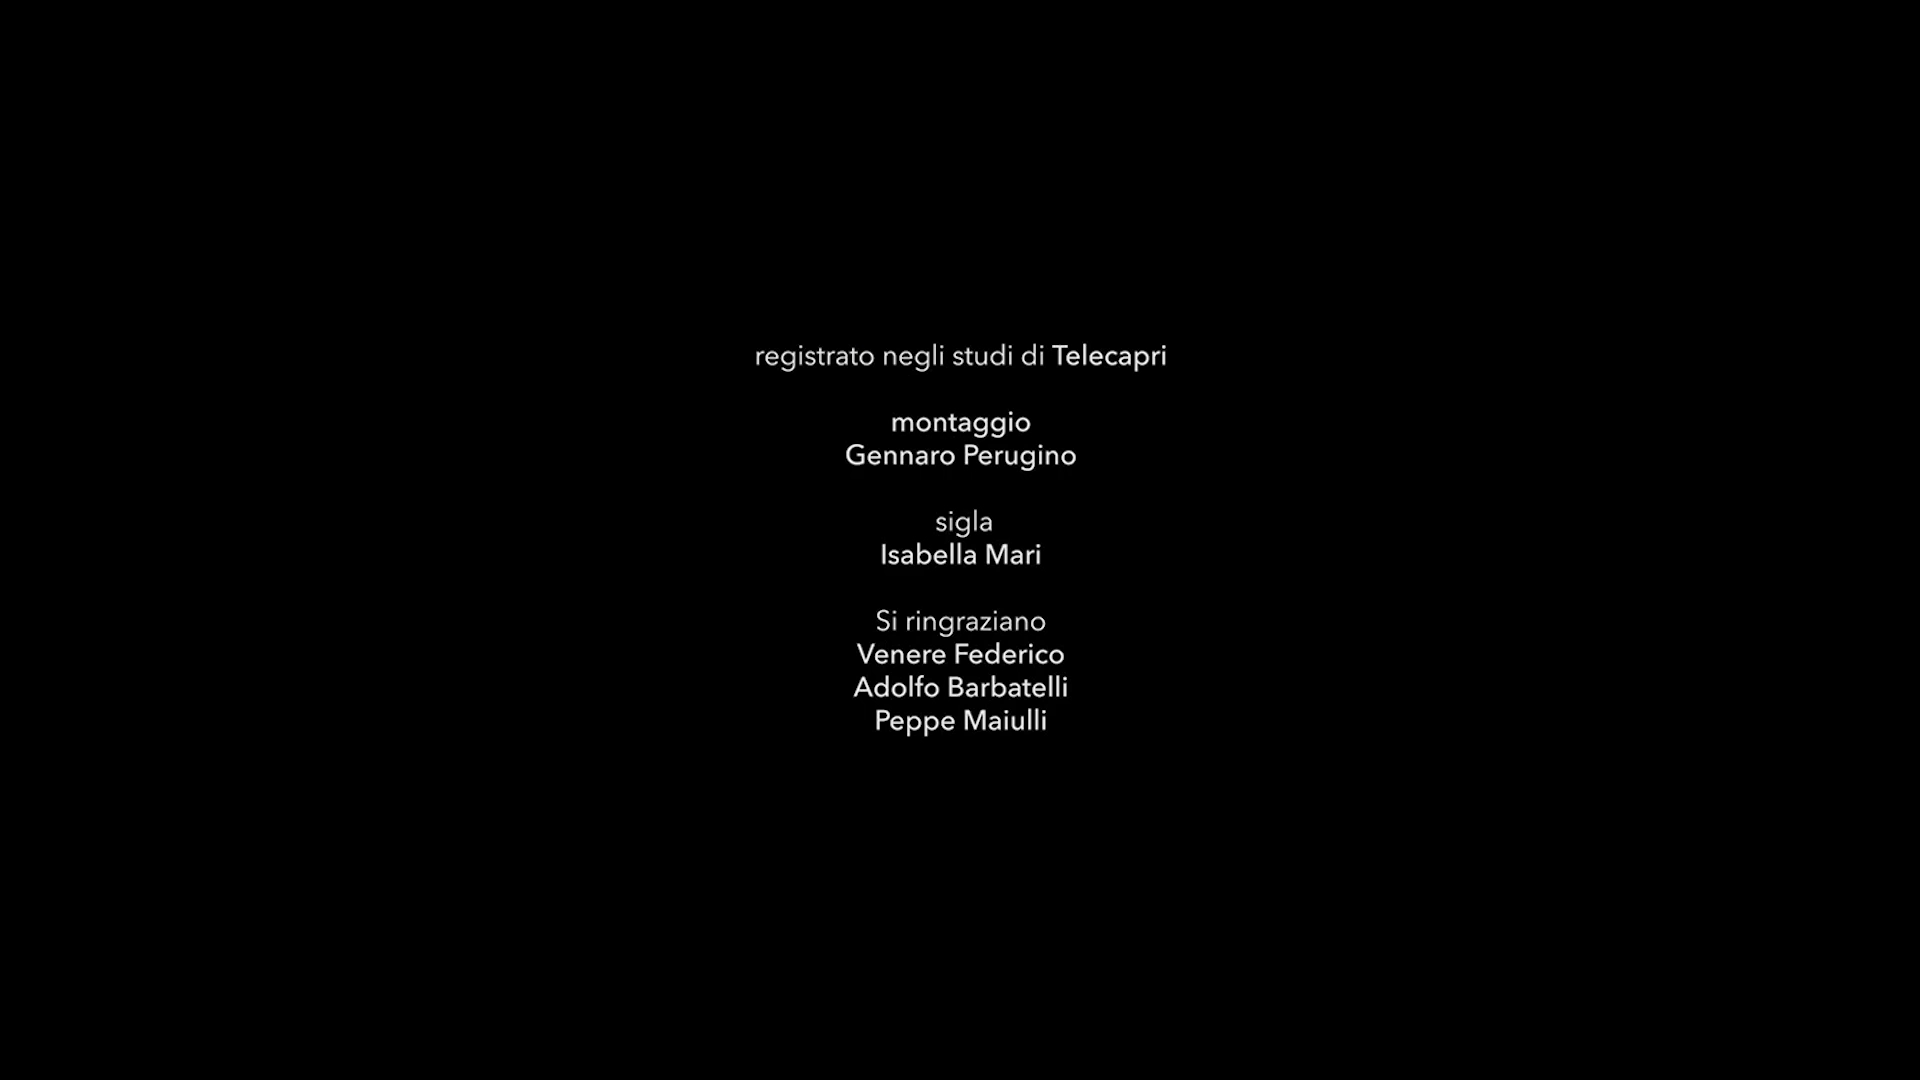 registrato negli studi di Telecapri
montaggio
Gennaro Perugino
sigla
Isabella Mari
Si ringraziano
Venere Federico
Adolfo Barbatelli
Peppe Maiulli